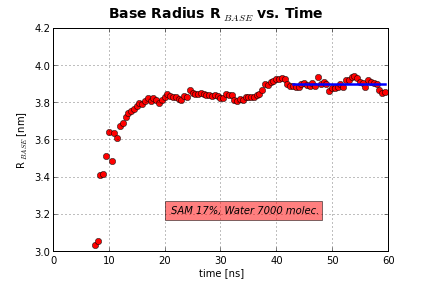 Base Radius R BASE vs. Time
4.2
4.0
3.8
3.6
3.4
3.2
3.0
R BASE [nm]
SAM 17%, Water 7000 molec.
0 10 20 30 40 50 60
time [ns]